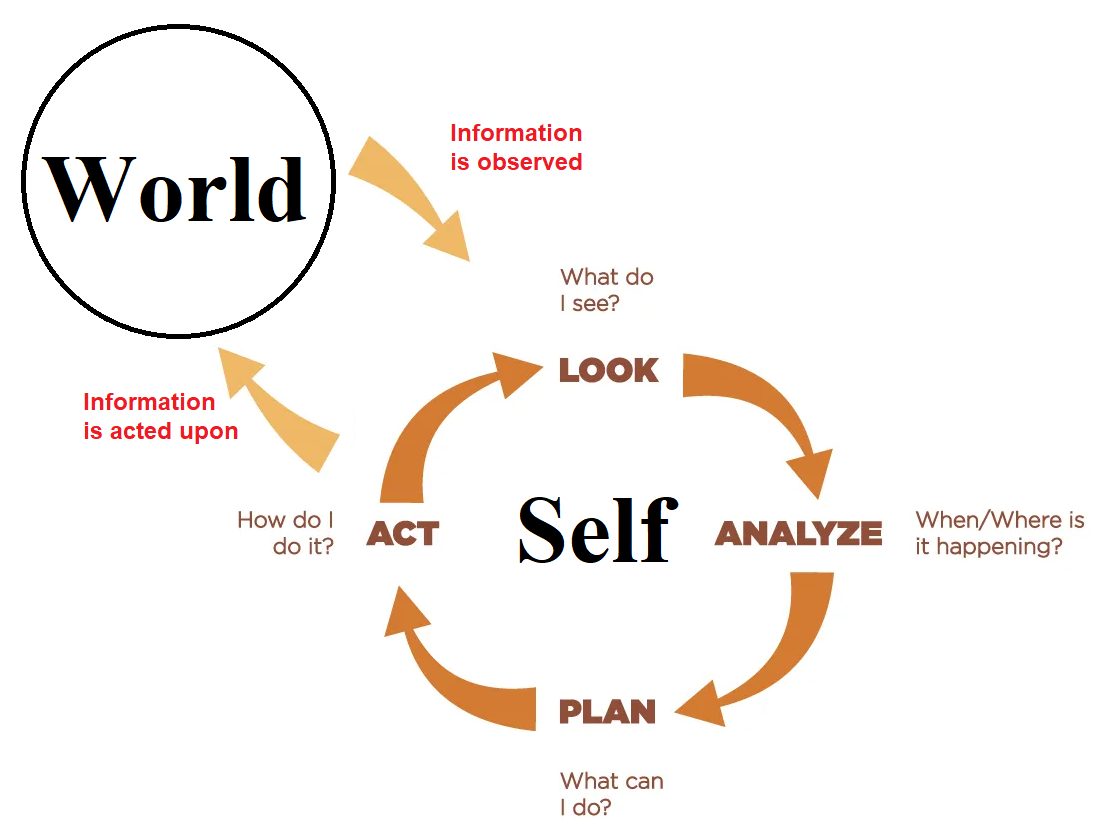 World
Information
is observed
What do
I see?
LOOK
Information
is acted upon
How do I
do it?
ACT
Self
ANALYZE
When/Where is
it happening?
PLAN
What can
I do?